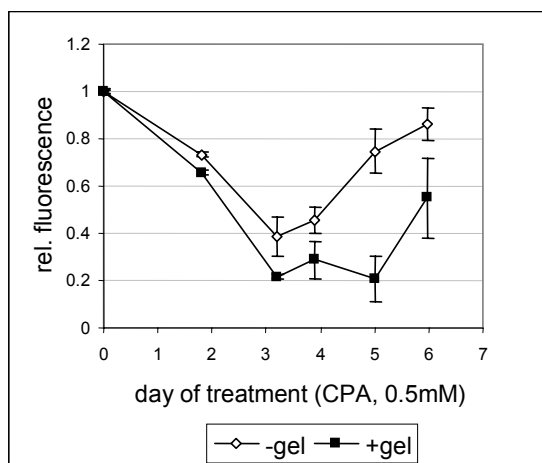 1.2
1
0.8
0.6
0.4
0.2
0
rel. fluorescence
0 1 2 3 4 5 6 7
day of treatment (CPA, 0.5mM)
-gel +gel